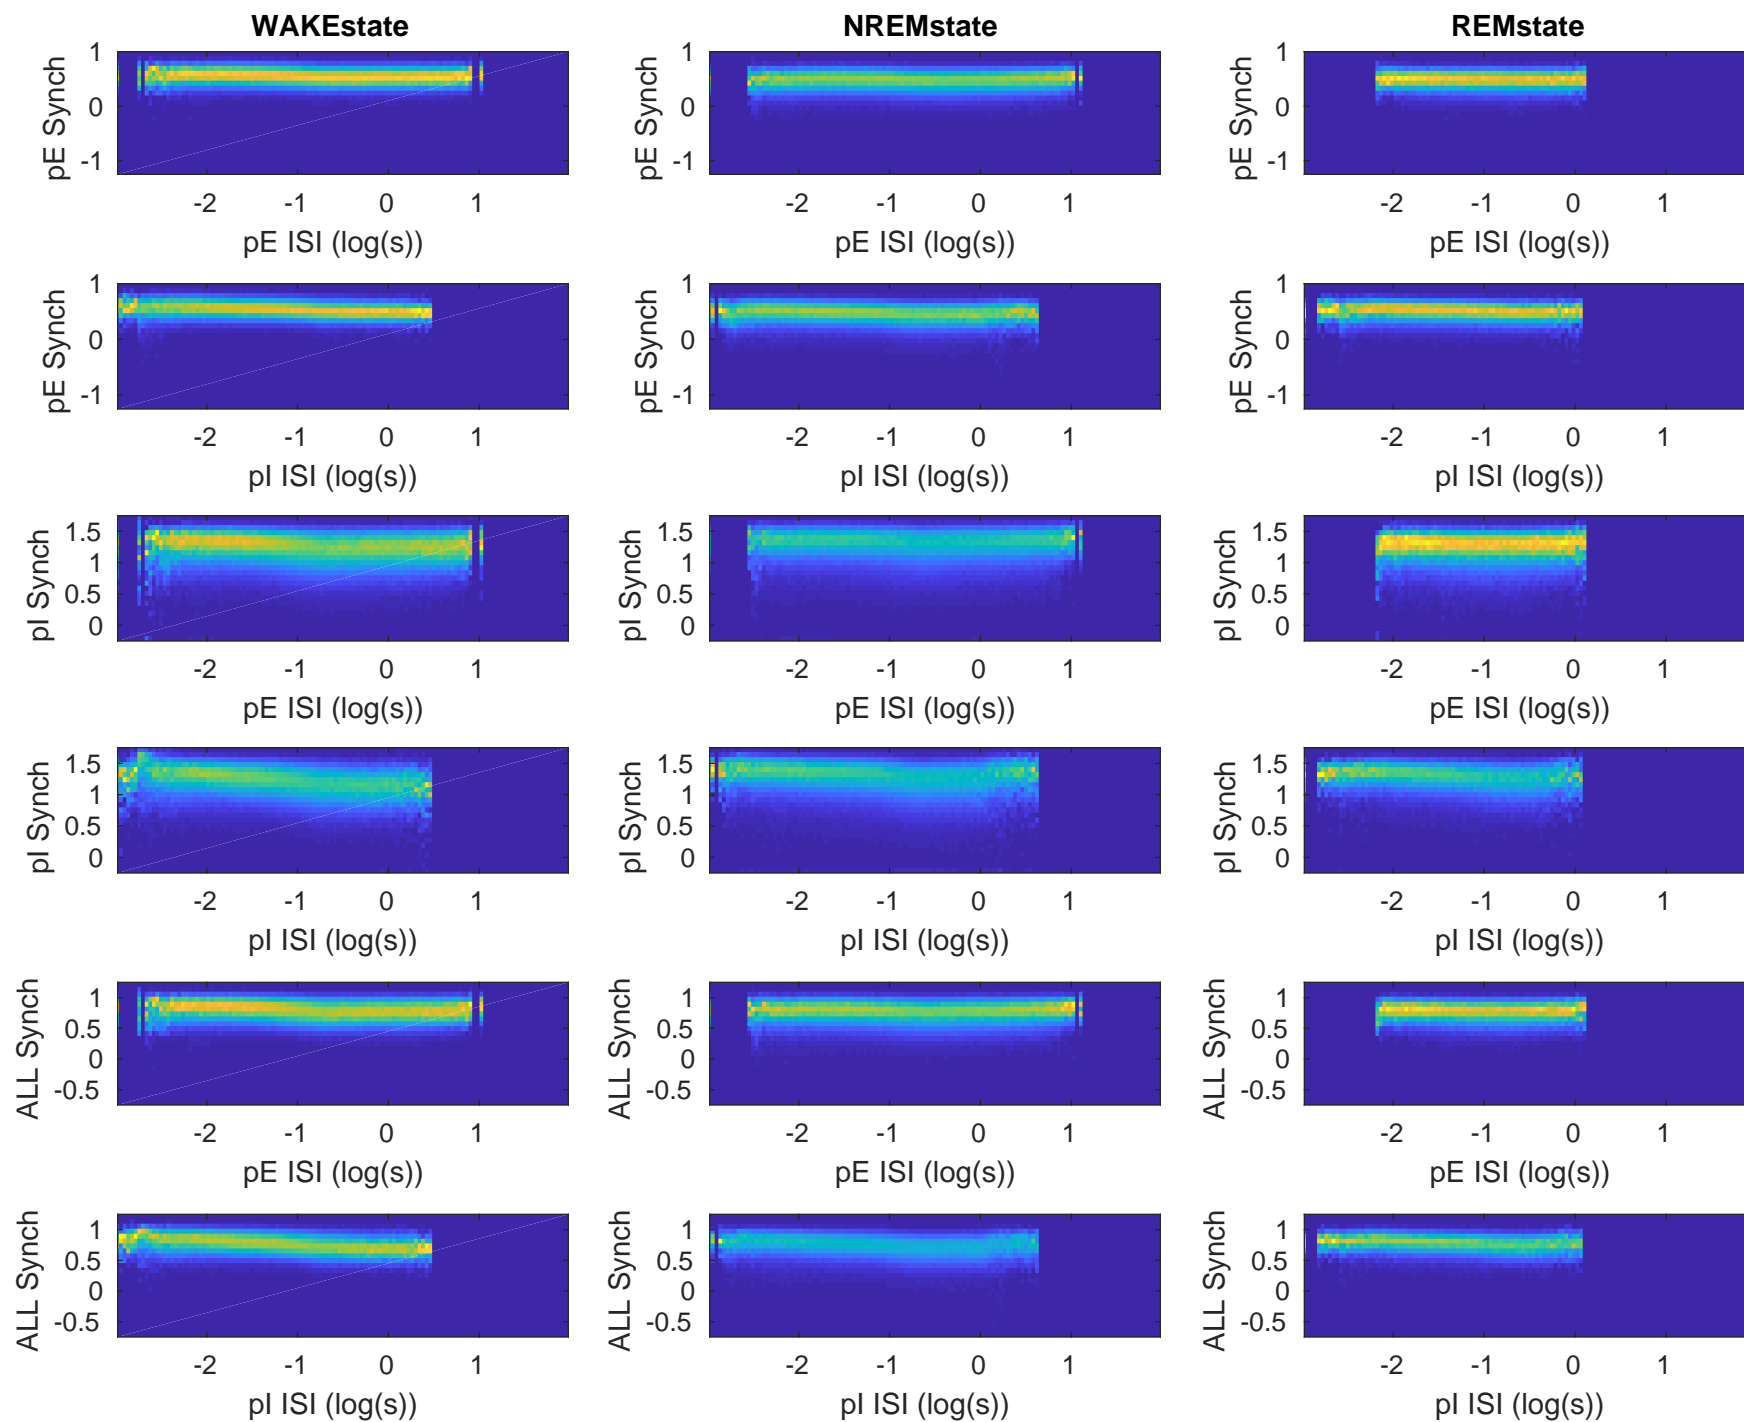 WAKEstate NREMstate REMstate
1 1 1
0 0 0
-1 -1 -1
pE Synch pE Synch pE Synch
-2 -1 0 1 -2 -1 0 1 -2 -1 0 1
pE ISI (log(s)) pE ISI (log(s)) pE ISI (log(s))
1 1 1
0 0 0
-1 -1 -1
pE Synch pE Synch pE Synch
-2 -1 0 1 -2 -1 0 1 -2 -1 0 1
pI ISI (log(s)) pI ISI (log(s)) pI ISI (log(s))
1.5 1.5 1.5
1 1 1
0.5 0.5 0.5
0 0 0
pI Synch pI Synch pI Synch
-2 -1 0 1 -2 -1 0 1 -2 -1 0 1
pE ISI (log(s)) pE ISI (log(s)) pE ISI (log(s))
1.5 1.5 1.5
1 1 1
0.5 0.5 0.5
0 0 0
pI Synch pI Synch pI Synch
-2 -1 0 1 -2 -1 0 1 -2 -1 0 1
pI ISI (log(s)) pI ISI (log(s)) pI ISI (log(s))
1 1 1
0.5 0.5 0.5
0 0 0
-0.5 -0.5 -0.5
ALL Synch ALL Synch ALL Synch
-2 -1 0 1 -2 -1 0 1 -2 -1 0 1
pE ISI (log(s)) pE ISI (log(s)) pE ISI (log(s))
1 1 1
0.5 0.5 0.5
0 0 0
-0.5 -0.5 -0.5
ALL Synch ALL Synch ALL Synch
-2 -1 0 1 -2 -1 0 1 -2 -1 0 1
pI ISI (log(s)) pI ISI (log(s)) pI ISI (log(s))